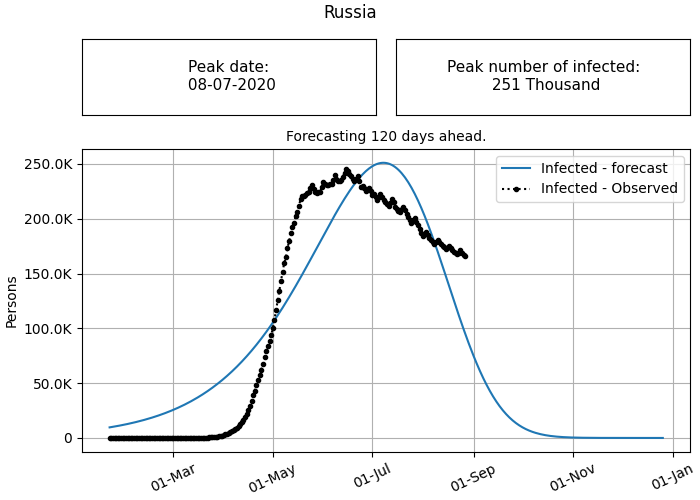 Russia
Peak date:
08-07-2020
Peak number of infected:
251 Thousand
Forecasting 120 days ahead.
Infected - forecast
Infected - Observed
Persons
250.0K
200.0K
150.0K
100.0K
50.0K
0
01-Mar
01-May
01-Jul
01-Sep
01-Nov
01-Jan